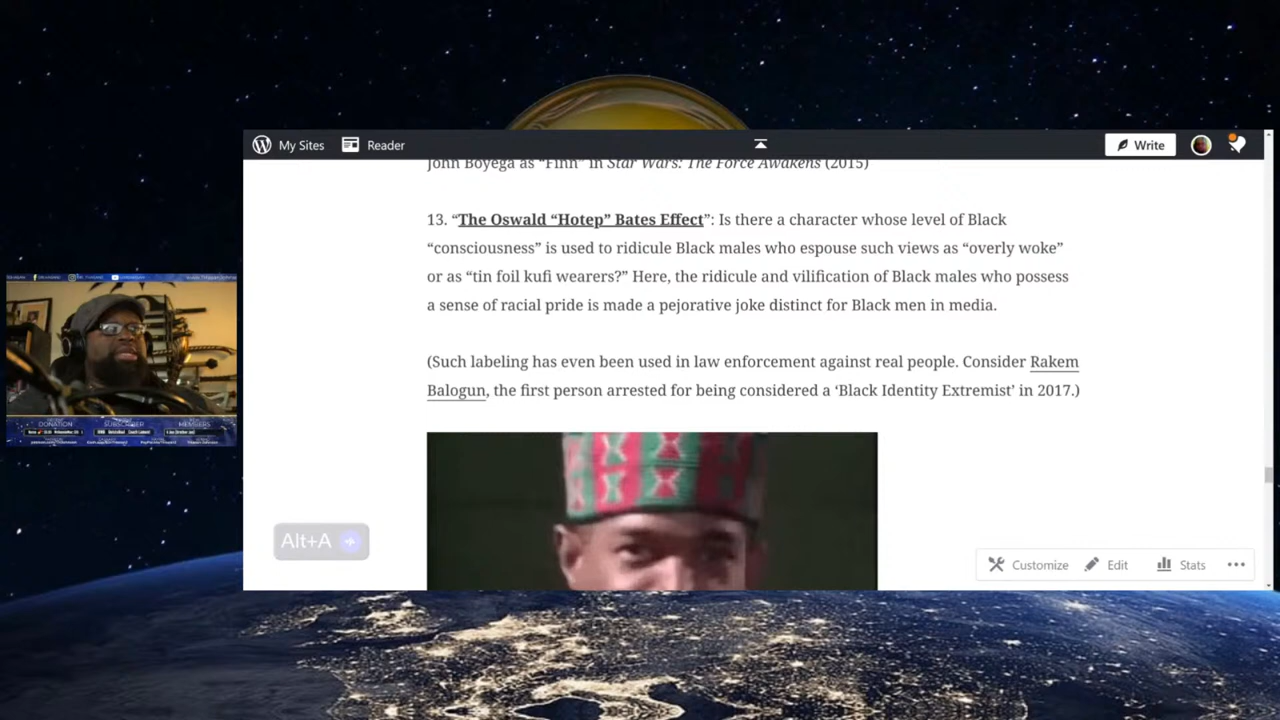 My Sites
Reader
Write
John Boyega as “Finn” in Star Wars: The Force Awakens (2015)
13. “The Oswald “Hotep” Bates Effect”: Is there a character whose level of Black
“consciousness” is used to ridicule Black males who espouse such views as “overly woke”
or as “tin foil kufi wearers?” Here, the ridicule and vilification of Black males who possess
a sense of racial pride is made a pejorative joke distinct for Black men in media.
(Such labeling has even been used in law enforcement against real people. Consider Rakem
Balogun, the first person arrested for being considered a ‘Black Identity Extremist’ in 2017.)
Alt+A
Customize
Edit
Stats
DONATION
SUBSCRIBER
MEMBERS